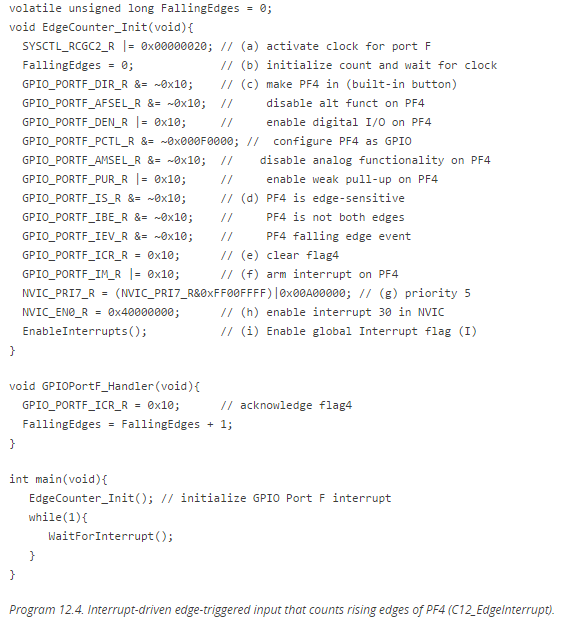 volatile unsigned long FallingEdges = 0;
void EdgeCounter_Init(void){
  SYSCTL_RCGC2_R |= 0x00000020; // (a) activate clock for port F
  FallingEdges = 0;             // (b) initialize count and wait for clock
  GPIO_PORTF_DIR_R &= ~0x10;    // (c) make PF4 in (built-in button)
  GPIO_PORTF_AFSEL_R &= ~0x10;  //     disable alt funct on PF4
  GPIO_PORTF_DEN_R |= 0x10;     //     enable digital I/O on PF4
  GPIO_PORTF_PCTL_R &= ~0x000F0000; //  configure PF4 as GPIO
  GPIO_PORTF_AMSEL_R &= ~0x10;  //    disable analog functionality on PF4
  GPIO_PORTF_PUR_R |= 0x10;     //     enable weak pull-up on PF4
  GPIO_PORTF_IS_R &= ~0x10;     // (d) PF4 is edge-sensitive
  GPIO_PORTF_IBE_R &= ~0x10;    //     PF4 is not both edges
  GPIO_PORTF_IEV_R &= ~0x10;    //     PF4 falling edge event
  GPIO_PORTF_ICR_R = 0x10;      // (e) clear flag4
  GPIO_PORTF_IM_R |= 0x10;      // (f) arm interrupt on PF4
  NVIC_PRI7_R = (NVIC_PRI7_R&0xFF00FFFF)|0x00A00000; // (g) priority 5
  NVIC_EN0_R = 0x40000000;      // (h) enable interrupt 30 in NVIC
  EnableInterrupts();           // (i) Enable global Interrupt flag (I)
}
void GPIOPortF_Handler(void){
  GPIO_PORTF_ICR_R = 0x10;      // acknowledge flag4
  FallingEdges = FallingEdges + 1;
}
int main(void){
   EdgeCounter_Init(); // initialize GPIO Port F interrupt
   while(1){
      WaitForInterrupt();
   }
}
Program 12.4. Interrupt-driven edge-triggered input that counts rising edges of PF4 (C12_EdgeInterrupt).